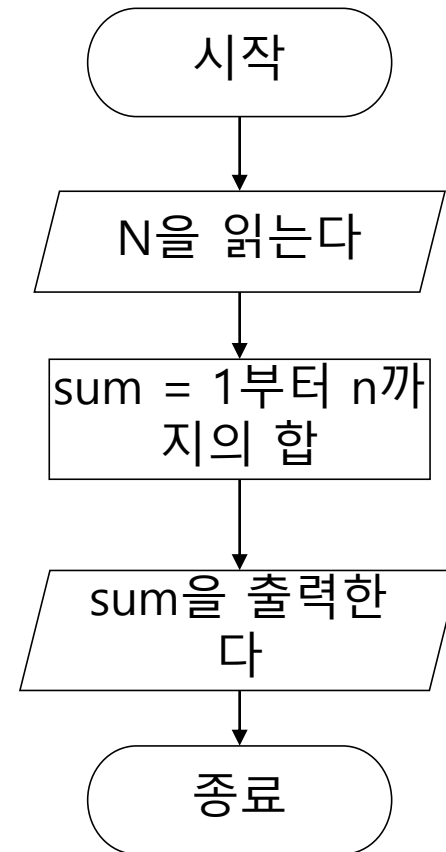 시작
N을 읽는다
sum = 1부터 n까
지의 합
sum을 출력한
다
종료